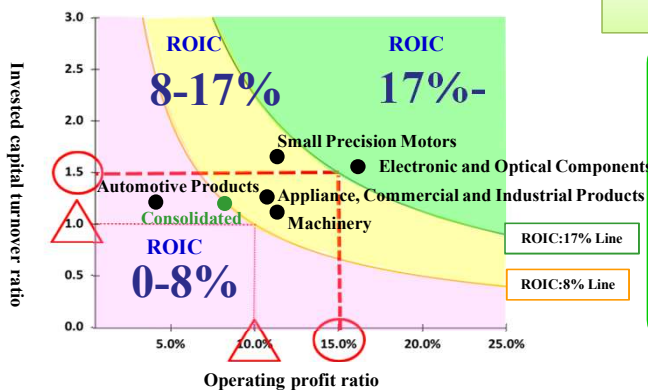 Invested capital turnover ratio
3.0
2.5
2.0
1.5
1.0
0.5
0.0
ROIC
8-17%
ROIC
17%-
Small Precision Motors
Electronic and Optical Components
Automotive Products
Appliance, Commercial and Industrial Products
Consolidated
Machinery
ROIC
0-8%
ROIC:17% Line
ROIC:8% Line
5.0%
10.0%
15.0%
20.0%
25.0%
Operating profit ratio